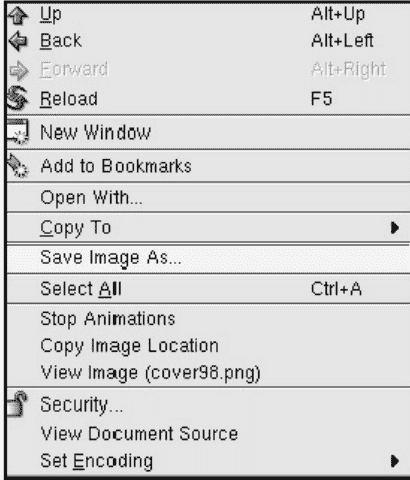 Up Alt+Up
Back Alt+Left
Forward Alt+Right
Reload F5
New Window
Add to Bookmarks
Open With...
Copy To
Save Image As...
Select All Ctrl+A
Stop Animations
Copy Image Location
View Image (cover98.png)
Security...
View Document Source
Set Encoding